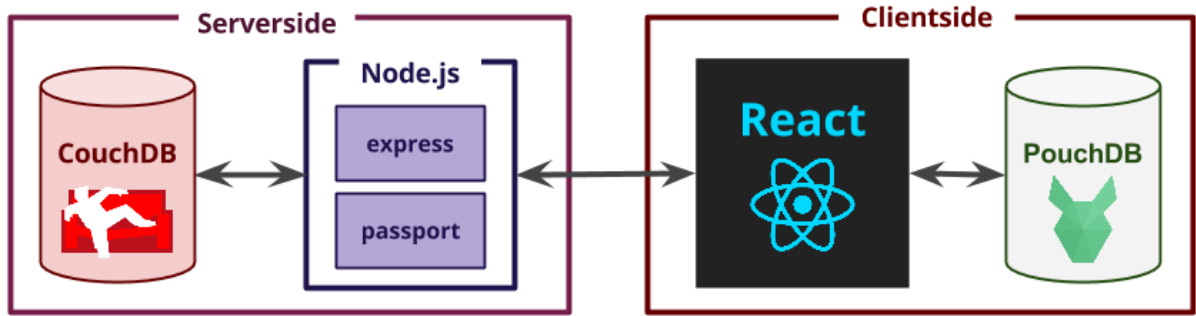 Serverside
Clientside
CouchDB
Node.js
express
passport
React
PouchDB